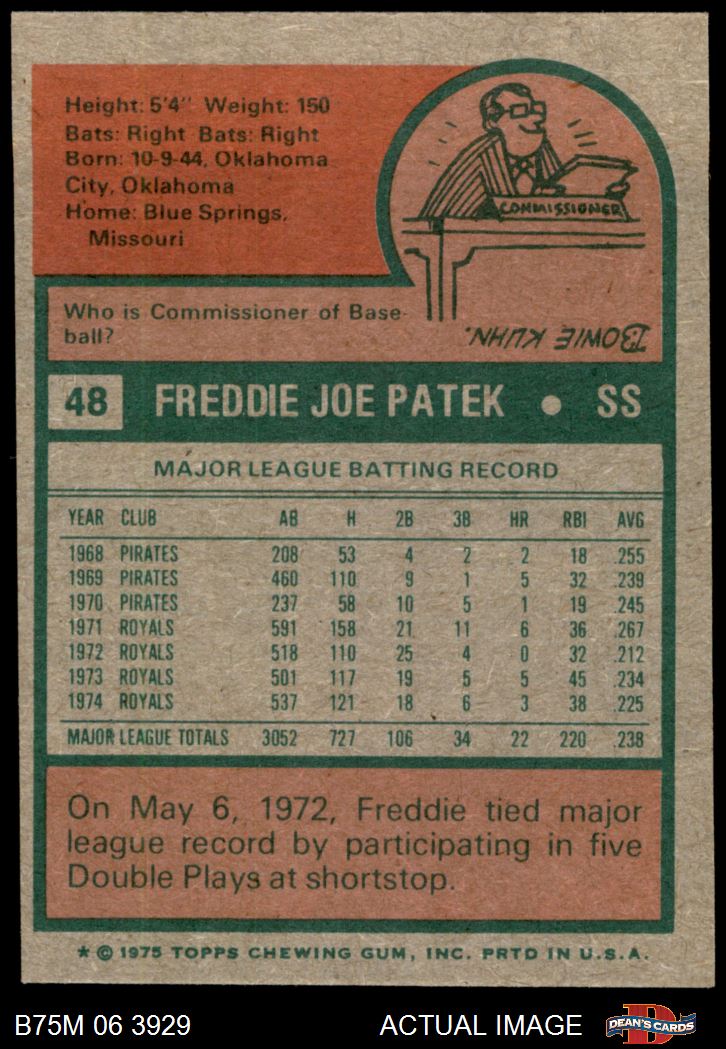 Height: 5'4" Weight: 150
Bats: Right Bats: Right
Born: 10-9-44, Oklahoma
City, Oklahoma
Home: Blue Springs,
Missouri
COMMISSIONER
Who is Commissioner of Base-
ball?
BOWIE KUHN.
48 FREDDIE JOE PATEK • SS
MAJOR LEAGUE BATTING RECORD
YEAR CLUB AB H 2B 3B HR RBI AVG
1968 PIRATES 208 53 4 2 2 18 .255
1969 PIRATES 460 110 9 1 5 32 .239
1970 PIRATES 237 58 10 5 1 19 .245
1971 ROYALS 591 158 21 11 6 36 .267
1972 ROYALS 518 110 25 4 0 32 .212
1973 ROYALS 501 117 19 5 5 45 .234
1974 ROYALS 537 121 18 6 3 38 .225
MAJOR LEAGUE TOTALS 3052 727 106 34 22 220 .238
On May 6, 1972, Freddie tied major
league record by participating in five
Double Plays at shortstop.
* © 1975 TOPPS CHEWING GUM, INC. PRTD IN U.S.A.
B75M 06 3929 ACTUAL IMAGE
D DEAN'S CARDS